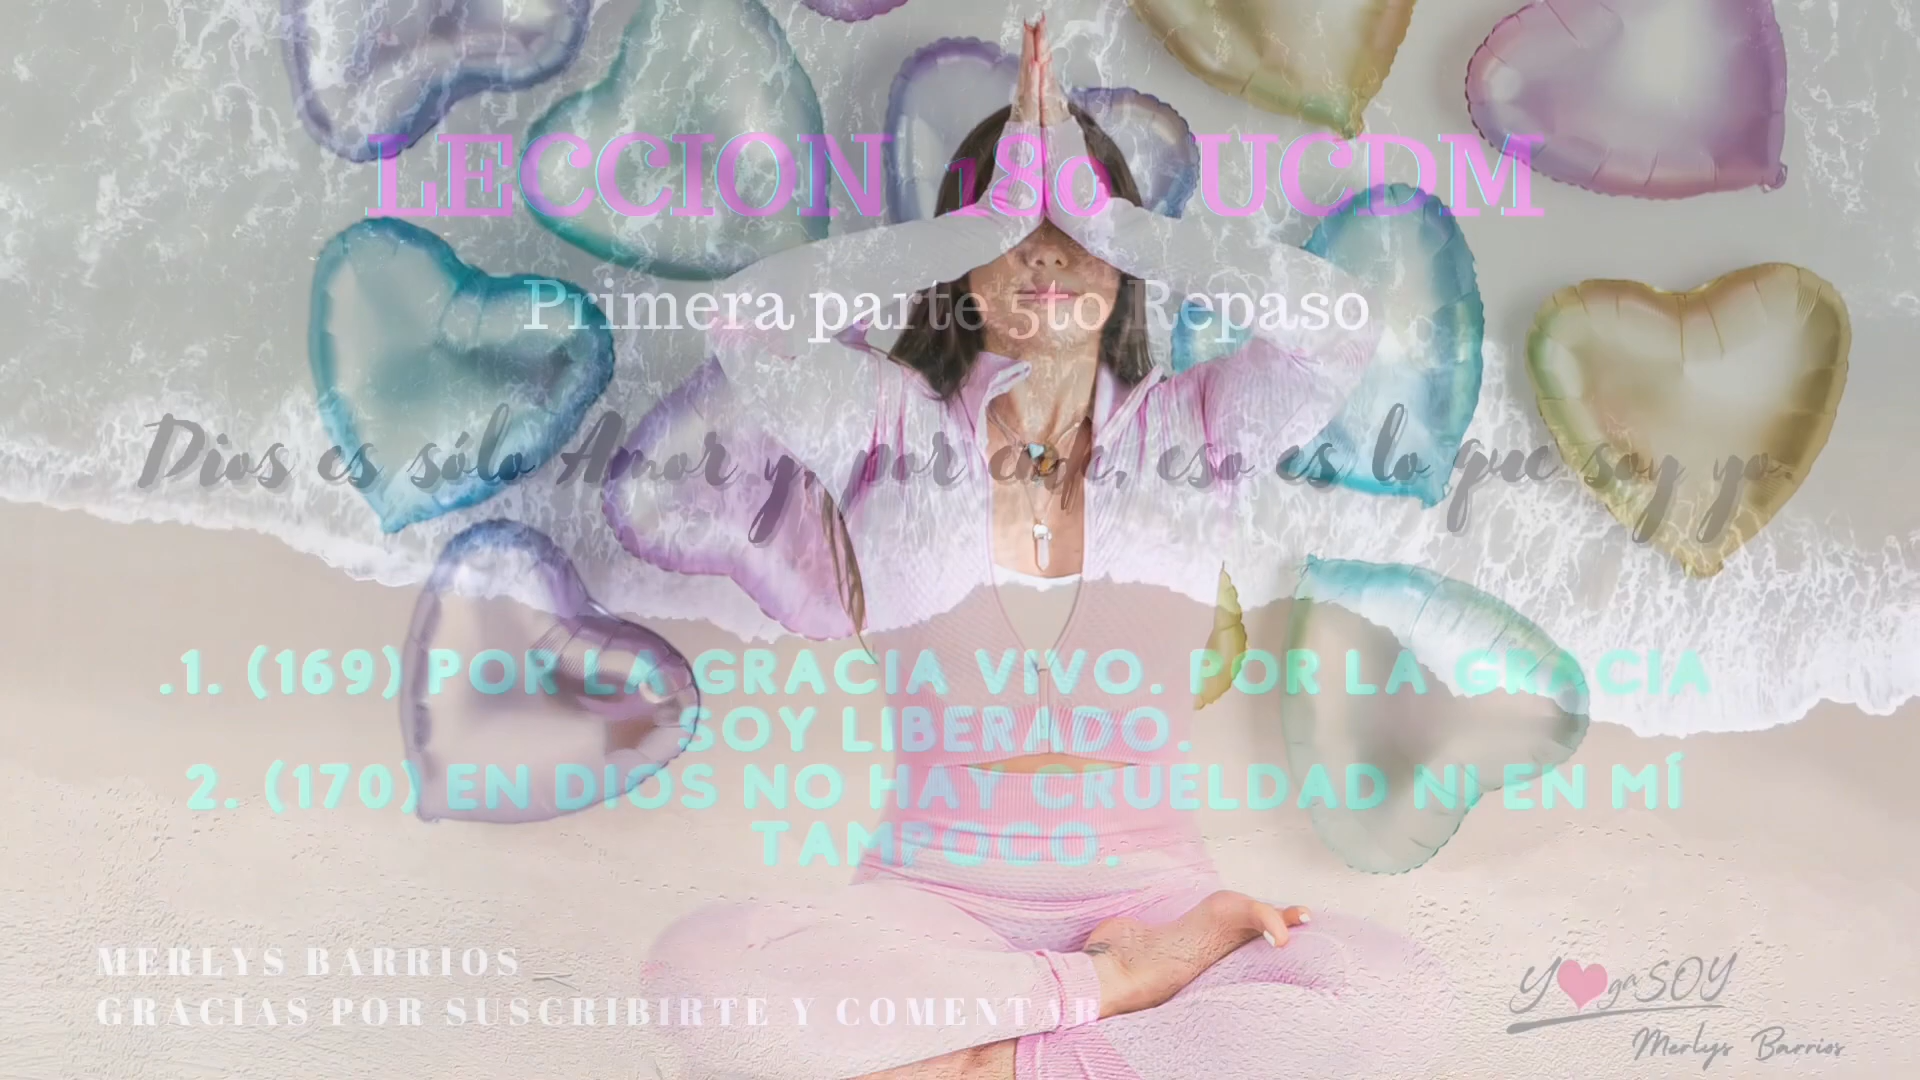 LECCION 180 UCDM
Primera parte 5to Repaso
Dios es sólo Amor y, por ende, eso es lo que soy yo
.1. (169) POR LA GRACIA VIVO. POR LA GRACIA
SOY LIBERADO.
2. (170) EN DIOS NO HAY CRUELDAD NI EN MÍ
TAMPOCO.
MERLYS BARRIOS
GRACIAS POR SUSCRIBIRTE Y COMENTAR
YogaSOY
Merlys Barrios